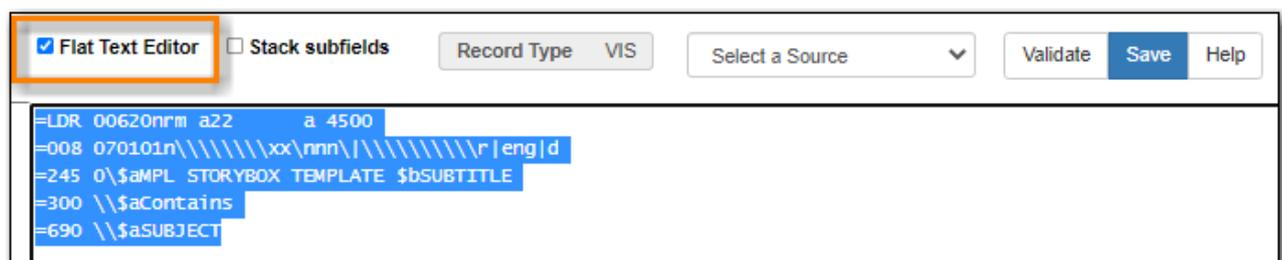 Flat Text Editor Stack subfields Record Type VIS Select a Source Validate Save Help
=LDR 00620nrm a22      a 4500
=008 070101n\\\\\\\\xx\nnn\|\\\\\\\\\\r|eng|d
=245 0\$aMPL STORYBOX TEMPLATE $bSUBTITLE
=300 \\$aContains
=690 \\$aSUBJECT